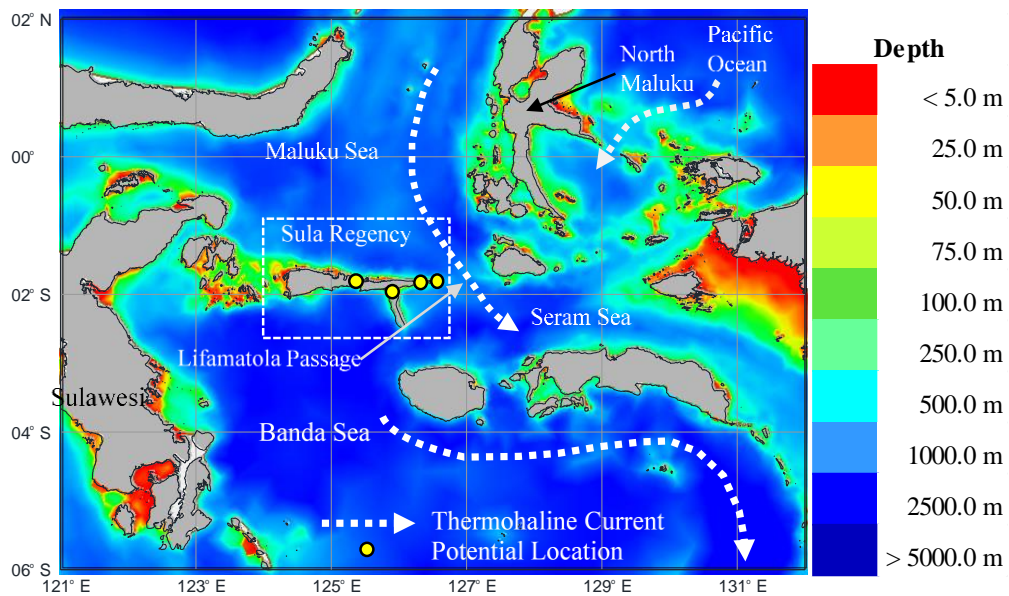 02° N
00°
02° S
04° S
06° S
121° E
123° E
125° E
127° E
129° E
131° E
Pacific
Ocean
North
Maluku
Maluku Sea
Sula Regency
Seram Sea
Lifamatola Passage
Sulawesi
Banda Sea
Thermohaline Current
Potential Location
Depth
< 5.0 m
25.0 m
50.0 m
75.0 m
100.0 m
250.0 m
500.0 m
1000.0 m
2500.0 m
> 5000.0 m